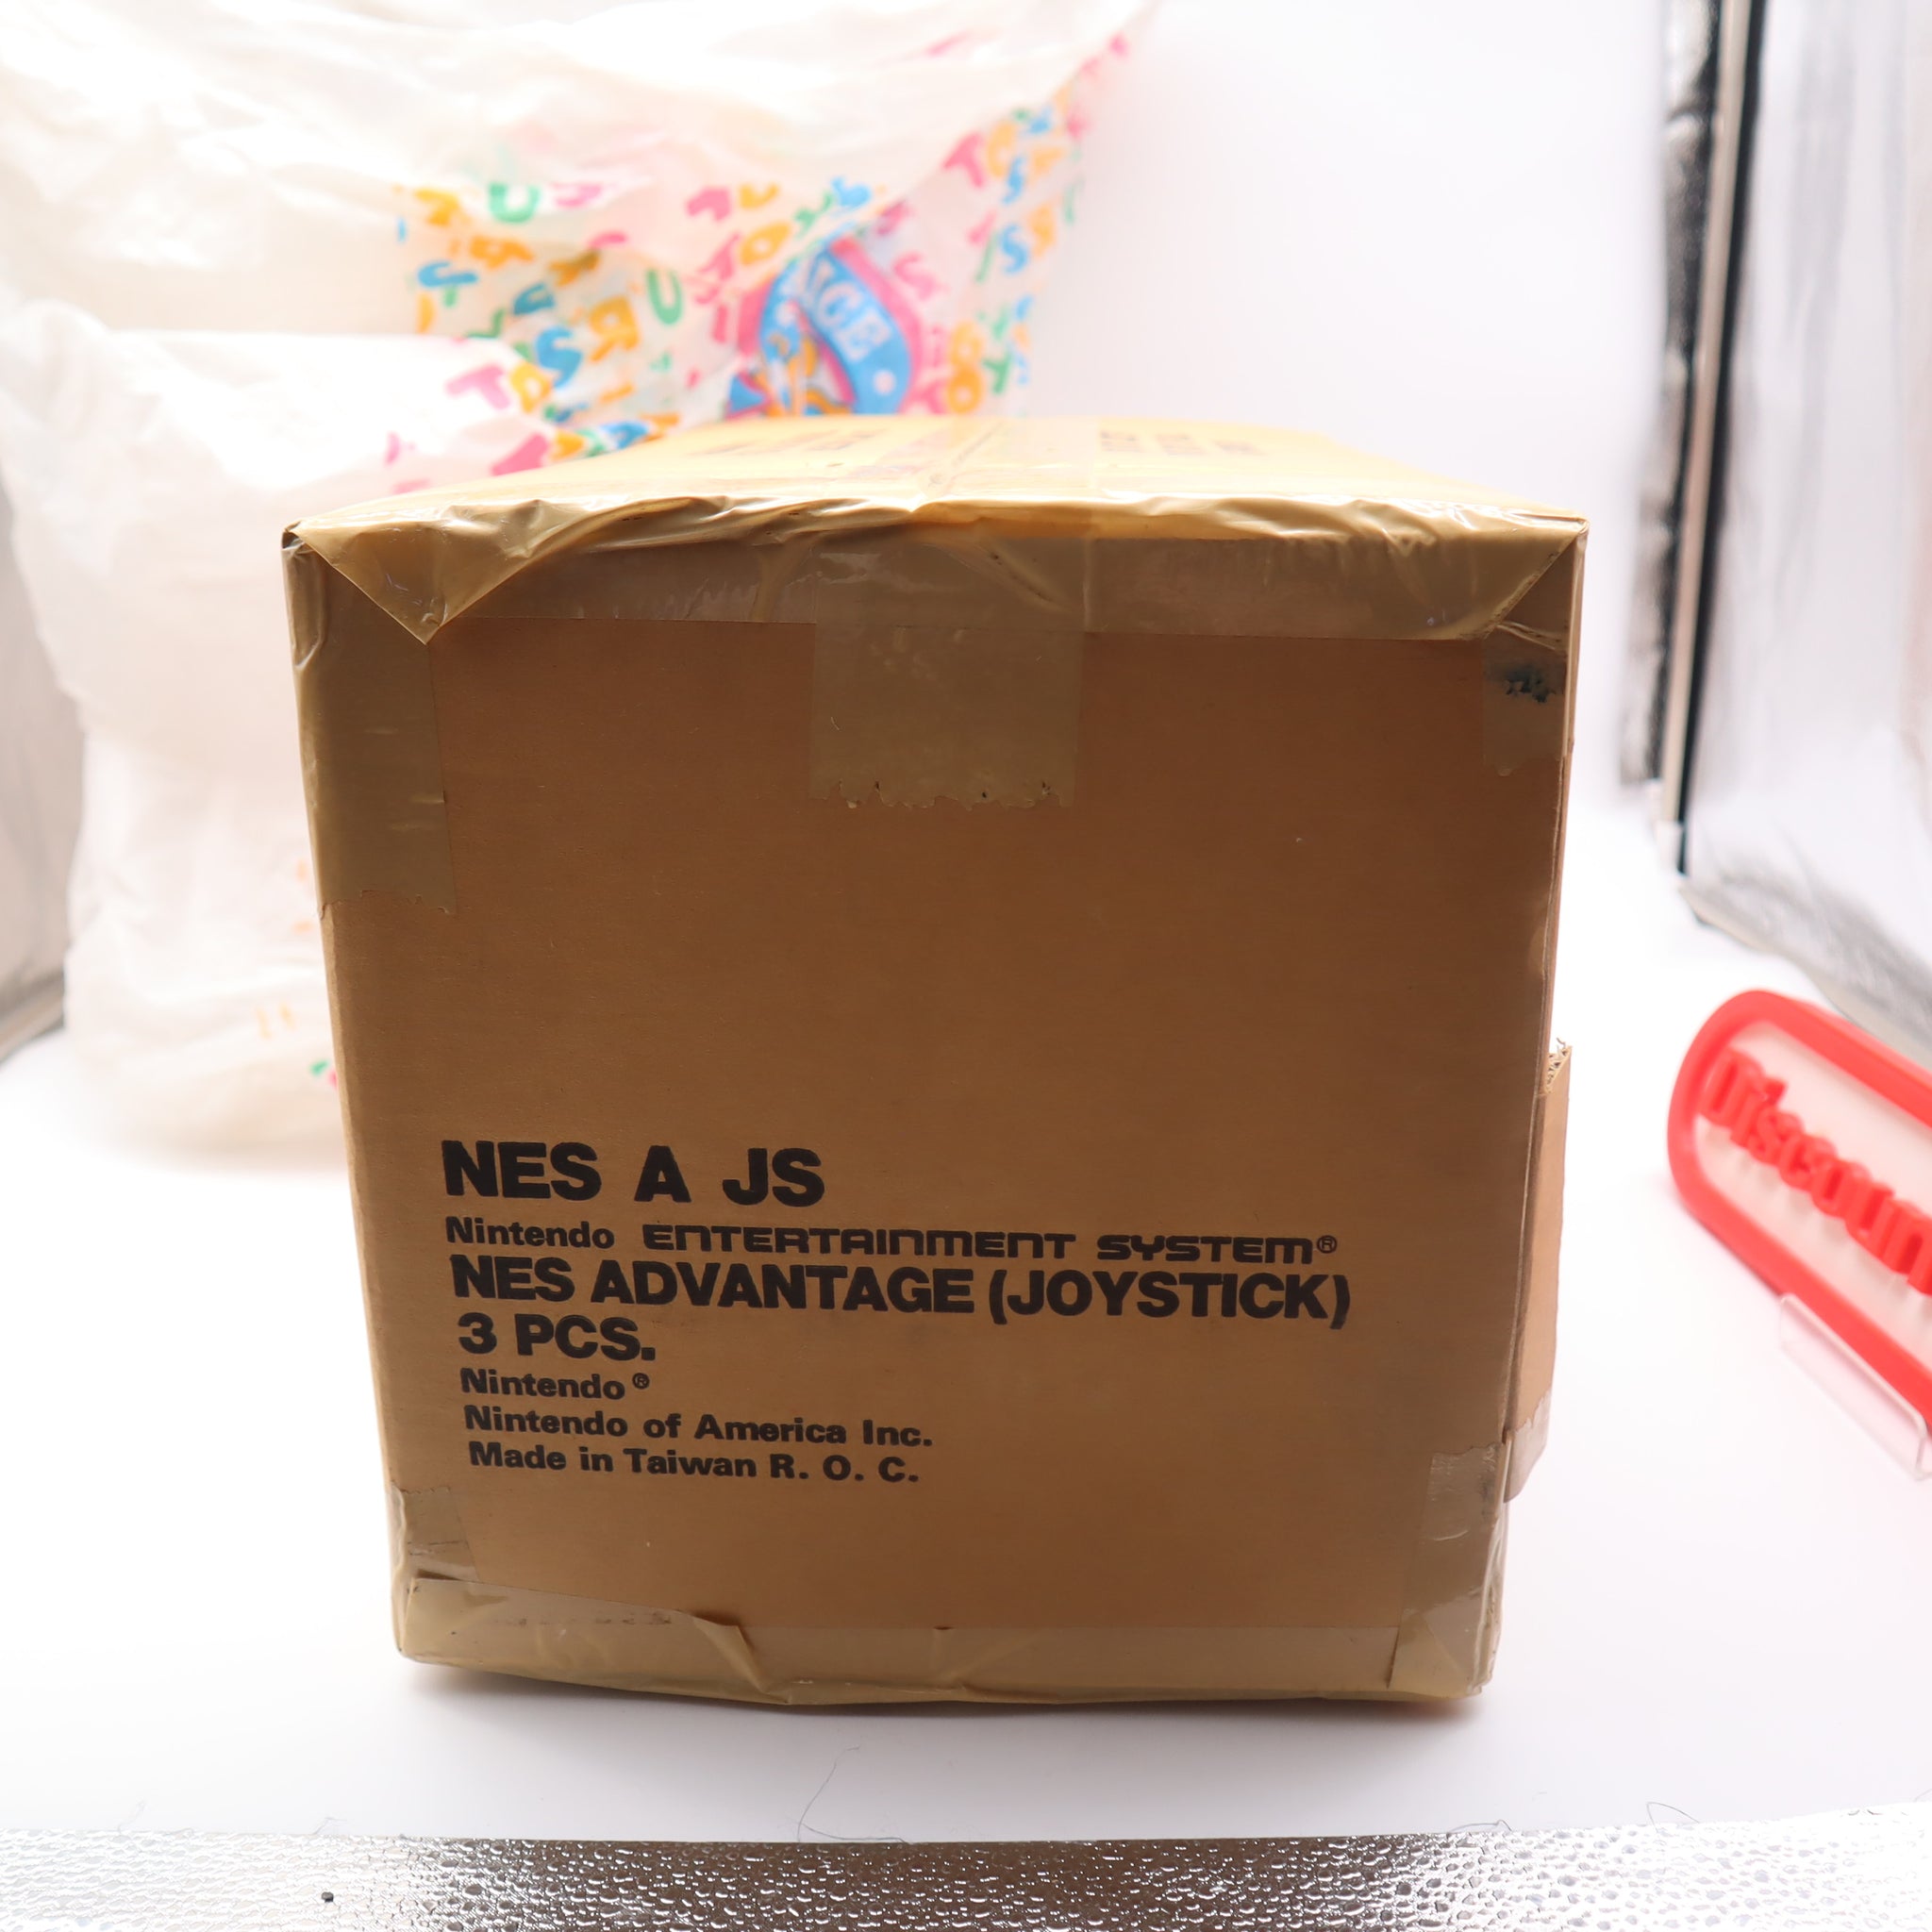 NES A JS
Nintendo ENTERTAINMENT SYSTEM®
NES ADVANTAGE (JOYSTICK)
3 PCS.
Nintendo®
Nintendo of America Inc.
Made in Taiwan R. O. C.